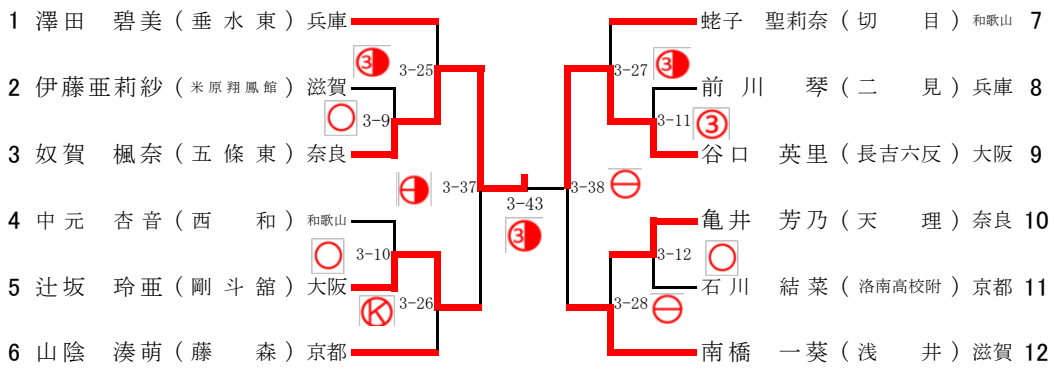 1 澤田 碧美（垂水東）兵庫
3-25
2 伊藤亜莉紗（米原翔鳳館）滋賀
3-9
3 奴賀 楓奈（五條東）奈良
3-37
4 中元 杏音（西 和）和歌山
3-10
5 辻坂 玲亜（剛斗舘）大阪
3-26
6 山陰 湊萌（藤 森）京都
3-43
蛯子 聖莉奈（切 目）和歌山 7
3-27
前川 琴（二 見）兵庫 8
3-11
谷口 英里（長吉六反）大阪 9
3-38
亀井 芳乃（天 理）奈良 10
3-12
石川 結菜（洛南高校附）京都 11
3-28
南橋 一葵（浅 井）滋賀 12
3
3
3
3
K